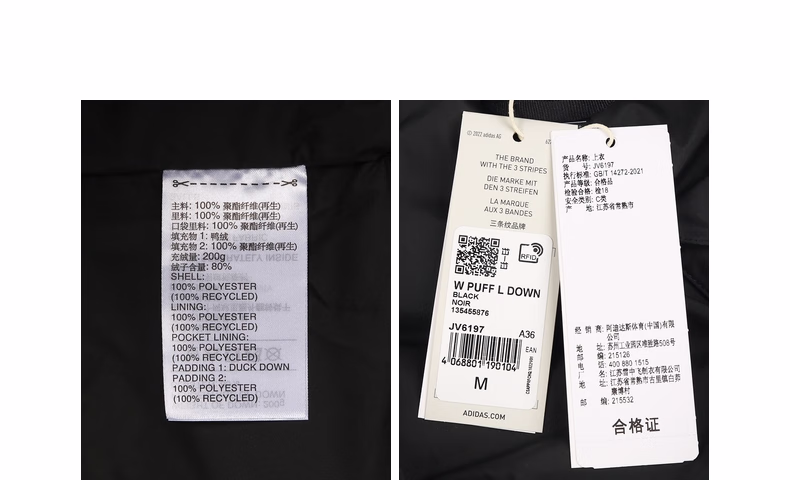 主料: 100% 聚酯纤维(再生)
里料: 100% 聚酯纤维(再生)
口袋里料: 100% 聚酯纤维(再生)
填充物 1: 鸭绒
填充物 2: 100% 聚酯纤维(再生)
充绒量: 200g
绒子含量: 80%
SHELL:
100% POLYESTER
(100% RECYCLED)
LINING:
100% POLYESTER
(100% RECYCLED)
POCKET LINING:
100% POLYESTER
(100% RECYCLED)
PADDING 1: DUCK DOWN
PADDING 2:
100% POLYESTER
(100% RECYCLED)
© 2022 adidas AG
THE BRAND
WITH THE 3 STRIPES
DIE MARKE MIT
DEN 3 STREIFEN
LA MARQUE
AUX 3 BANDES
三条纹品牌
RFID
W PUFF L DOWN
BLACK
NOIR
135455876
JV6197 A36
EAN
4 068801 190104
M
ADIDAS.COM
产品名称: 上衣
货 号: JV6197
执行标准: GB/T 14272-2021
产品等级: 合格品
检验合格: 检18
安全类别: C类
产 地: 江苏省常熟市
经 销 商: 阿迪达斯体育(中国)有限
公司
地 址: 苏州工业园区难胜路508号
邮 编: 215126
电 话: 400 880 1515
厂 名: 江苏雪中飞制衣有限公司
地 址: 江苏省常熟市古里镇白茆
康博村
邮 编: 215532
合格证